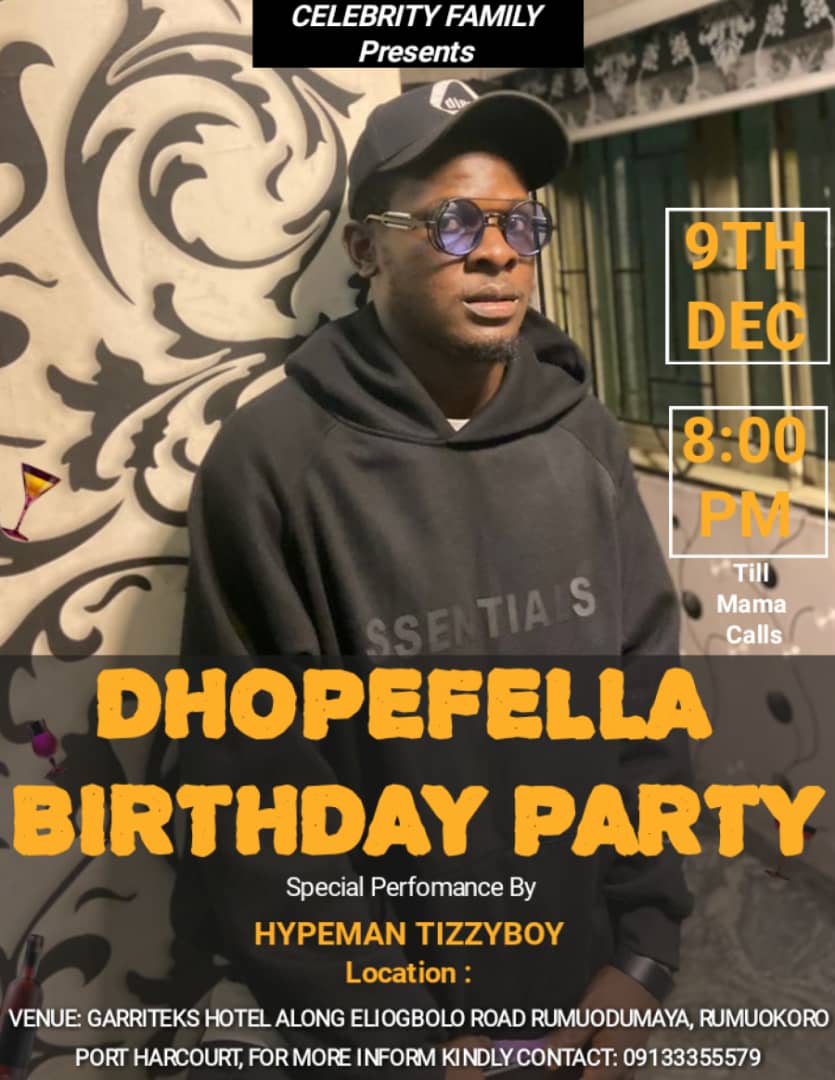 CELEBRITY FAMILY
Presents
9TH
DEC
8:00
PM
Till
Mama
Calls
SSENTIALS
DHOPEFELLA
BIRTHDAY PARTY
Special Perfomance By
HYPEMAN TIZZYBOY
Location :
VENUE: GARRITEKS HOTEL ALONG ELIOGBOLO ROAD RUMUODUMAYA, RUMUOKORO
PORT HARCOURT, FOR MORE INFORM KINDLY CONTACT: 09133355579